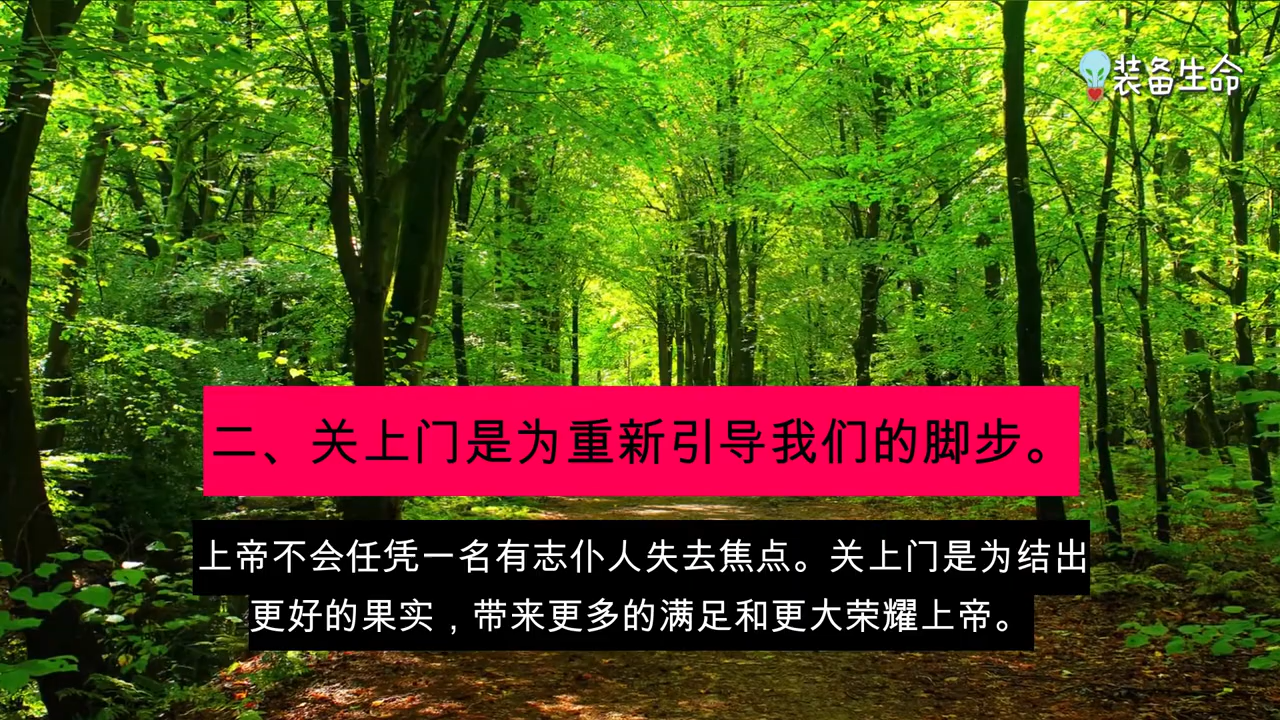 装备生命
二、关上门是为重新引导我们的脚步。
上帝不会任凭一名有志仆人失去焦点。关上门是为结出
更好的果实，带来更多的满足和更大荣耀上帝。